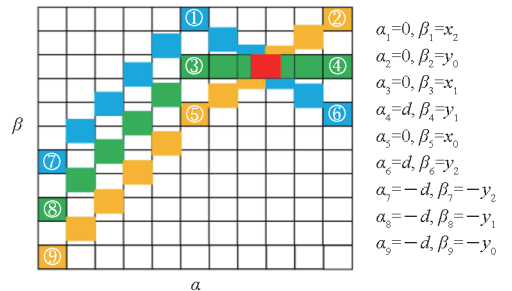 ① ②
③ ④
⑤ ⑥
⑦
⑧
⑨
β
α
α₁=0, β₁=x₂
α₂=0, β₂=y₀
α₃=0, β₃=x₁
α₄=d, β₄=y₁
α₅=0, β₅=x₀
α₆=d, β₆=y₂
α₇=−d, β₇=−y₂
α₈=−d, β₈=−y₁
α₉=−d, β₉=−y₀